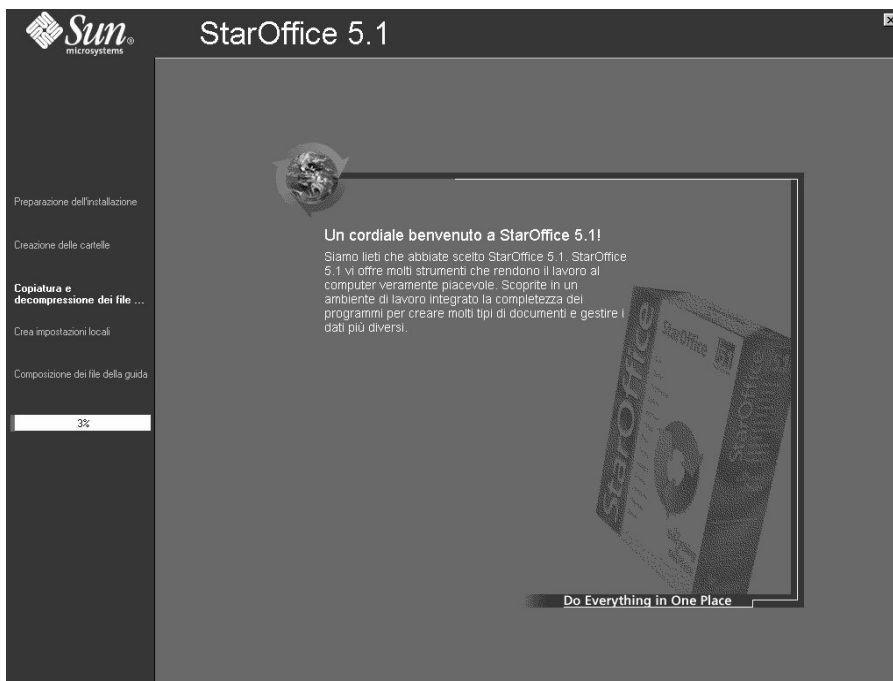 Sun®
microsystems
StarOffice 5.1
Preparazione dell'installazione
Creazione delle cartelle
Copiatura e
decompressione dei file ...
Crea impostazioni locali
Composizione dei file della guida
3%
Un cordiale benvenuto a StarOffice 5.1!
Siamo lieti che abbiate scelto StarOffice 5.1. StarOffice
5.1 vi offre molti strumenti che rendono il lavoro al
computer veramente piacevole. Scoprite in un
ambiente di lavoro integrato la completezza dei
programmi per creare molti tipi di documenti e gestire i
dati più diversi.
StarOffice
StarOffice
StarOffice
Do Everything in One Place